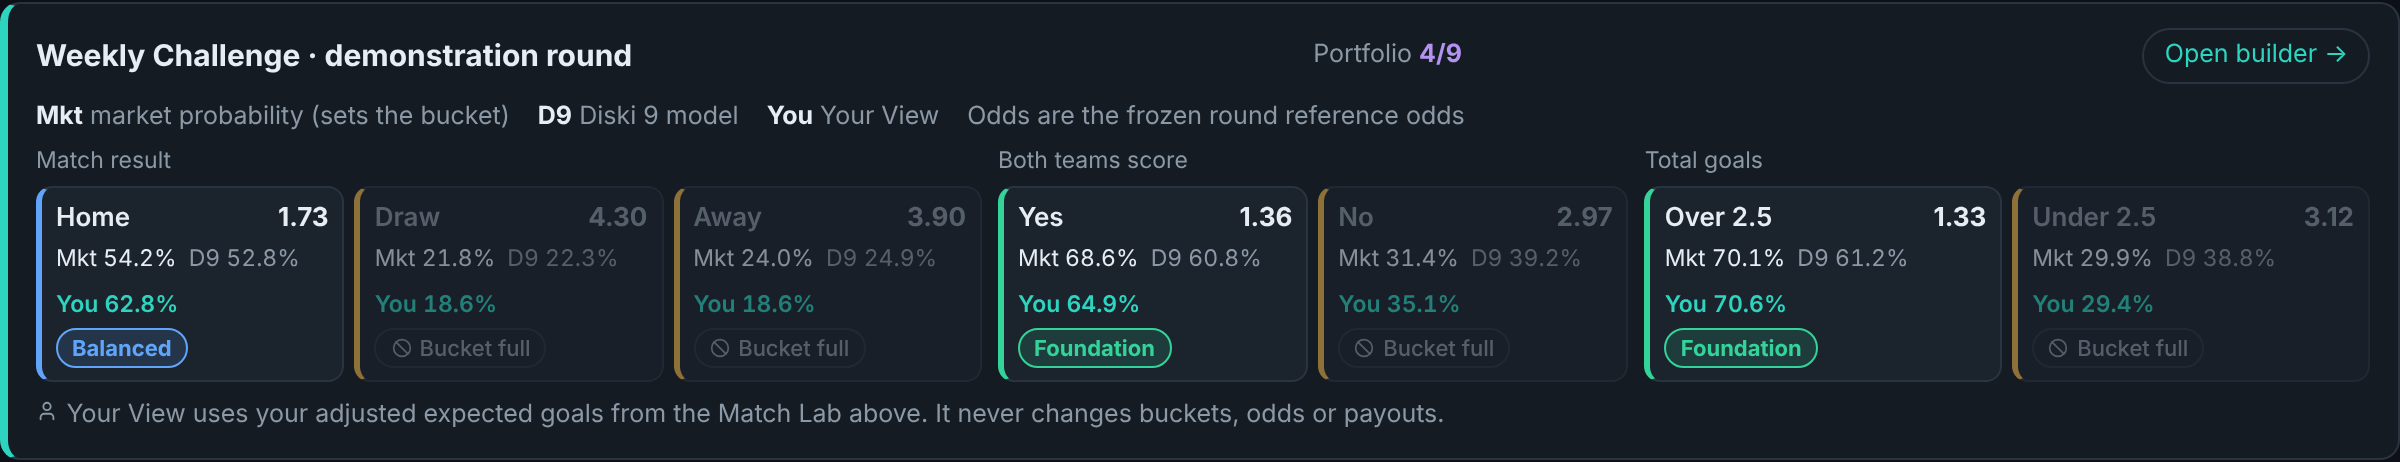 Weekly Challenge · demonstration round
Portfolio 4/9
Open builder →
Mkt market probability (sets the bucket) D9 Diski 9 model You Your View Odds are the frozen round reference odds
Match result
Home 1.73
Mkt 54.2% D9 52.8%
You 62.8%
Balanced
Draw 4.30
Mkt 21.8% D9 22.3%
You 18.6%
Bucket full
Away 3.90
Mkt 24.0% D9 24.9%
You 18.6%
Bucket full
Both teams score
Yes 1.36
Mkt 68.6% D9 60.8%
You 64.9%
Foundation
No 2.97
Mkt 31.4% D9 39.2%
You 35.1%
Bucket full
Total goals
Over 2.5 1.33
Mkt 70.1% D9 61.2%
You 70.6%
Foundation
Under 2.5 3.12
Mkt 29.9% D9 38.8%
You 29.4%
Bucket full
Your View uses your adjusted expected goals from the Match Lab above. It never changes buckets, odds or payouts.